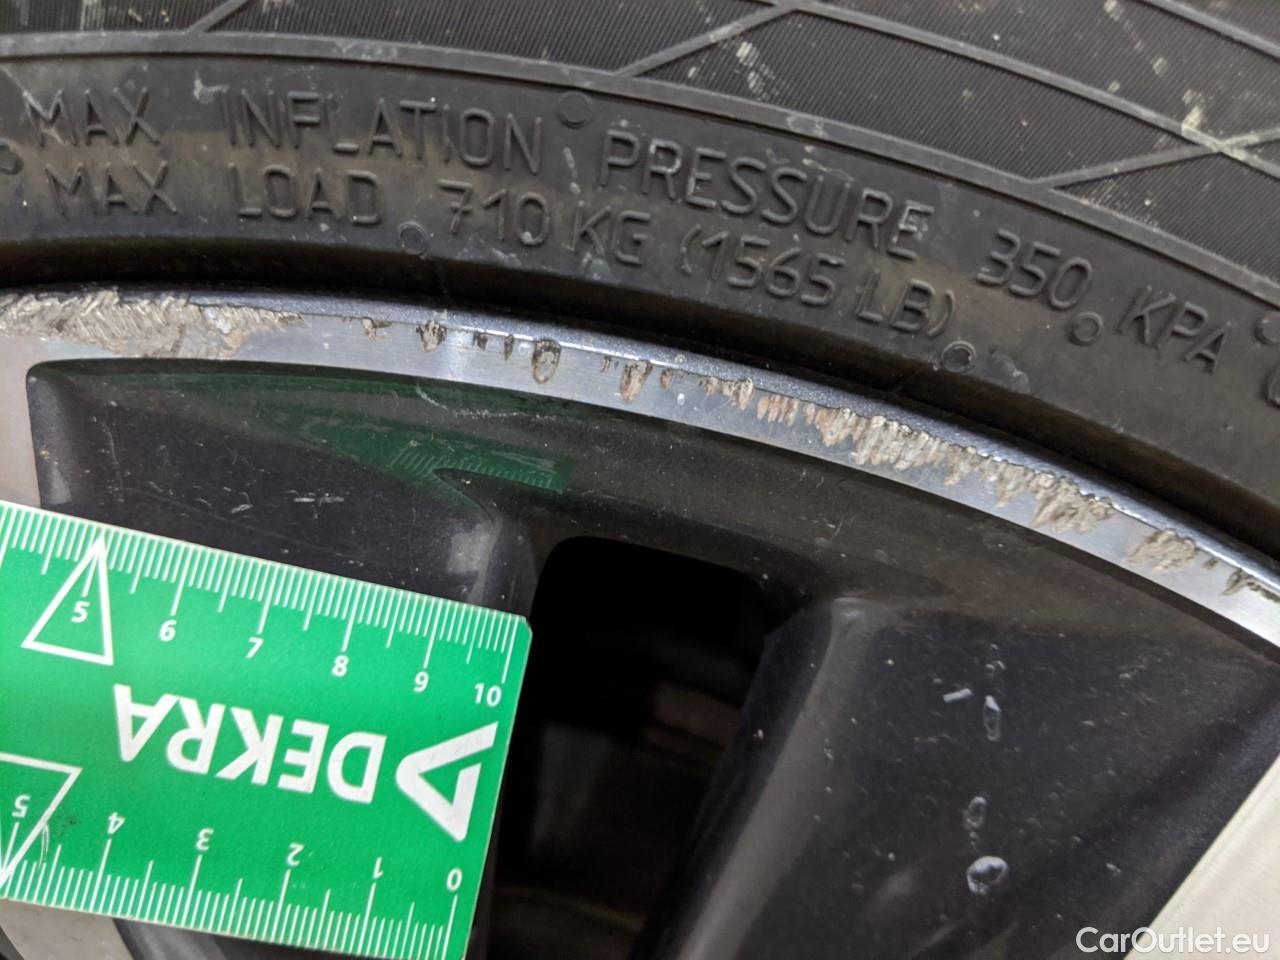 MAX INFLATION PRESSURE 350 KPA
MAX LOAD 710 KG (1565 LB)
5 6 7 8 9 10
DEKRA
5 4 3 2 1 0
CarOutlet.eu